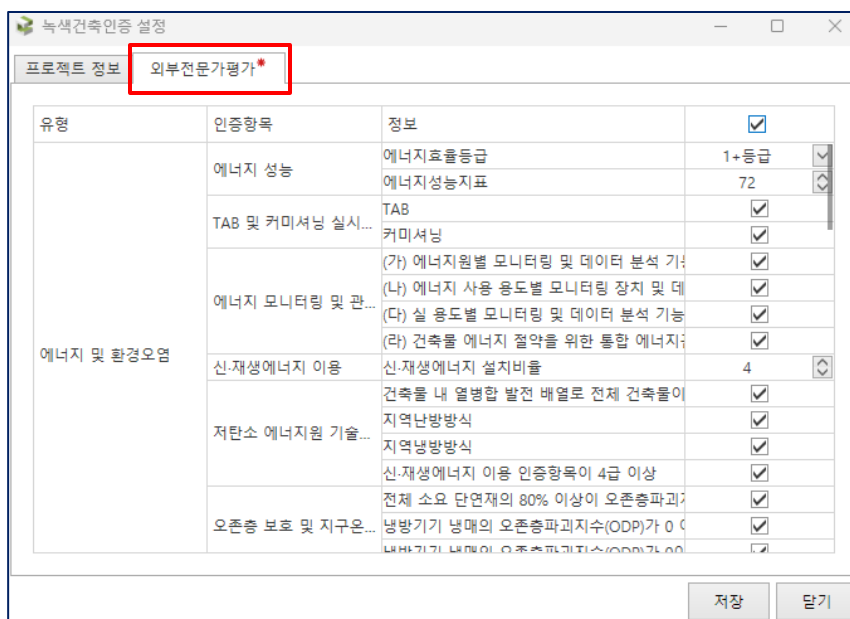 녹색건축인증 설정
프로젝트 정보 외부전문가평가*
유형 인증항목 정보
에너지 및 환경오염
에너지 성능
에너지효율등급 1+등급
에너지성능지표 72
TAB 및 커미셔닝 실시...
TAB
커미셔닝
에너지 모니터링 및 관...
(가) 에너지원별 모니터링 및 데이터 분석
(나) 에너지 사용 용도별 모니터링 장치 및
(다) 실 용도별 모니터링 및 데이터 분석 기능
(라) 건축물 에너지 절약을 위한 통합
신·재생에너지 이용 신·재생에너지 설치비율 4
저탄소 에너지원 기술...
건축물 내 열병합 발전 배열로 전체 건축물이
지역난방방식
지역냉방방식
신·재생에너지 이용 인증항목이 4급 이상
오존층 보호 및 지구온...
전체 소요 단열재의 80% 이상이
냉방기기 냉매의 오존층파괴지수(ODP)가 0
냉방기기 냉매의 오존층파괴지수(ODP)가
저장 닫기